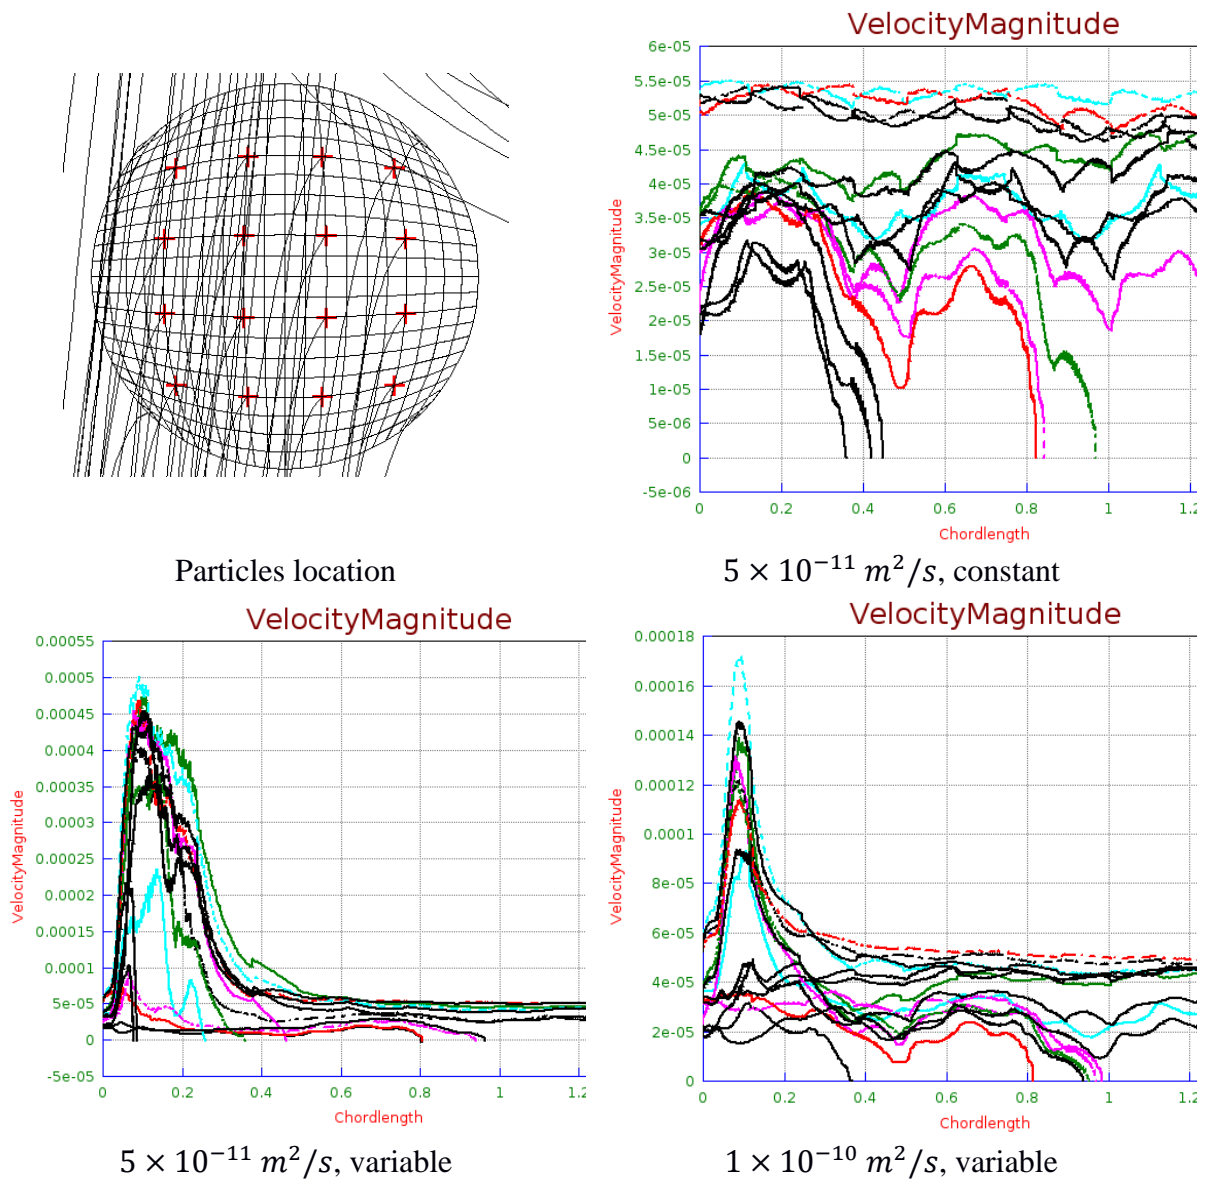 VelocityMagnitude
6e-05
5.5e-05
5e-05
4.5e-05
4e-05
3.5e-05
3e-05
2.5e-05
2e-05
1.5e-05
1e-05
5e-06
0
-5e-06
VelocityMagnitude
0 0.2 0.4 0.6 0.8 1 1.2
Chordlength
Particles location
5 × 10⁻¹¹ m²/s, constant
VelocityMagnitude
0.00055
0.0005
0.00045
0.0004
0.00035
0.0003
0.00025
0.0002
0.00015
0.0001
5e-05
0
-5e-05
VelocityMagnitude
0 0.2 0.4 0.6 0.8 1 1.2
Chordlength
5 × 10⁻¹¹ m²/s, variable
VelocityMagnitude
0.00018
0.00016
0.00014
0.00012
0.0001
8e-05
6e-05
4e-05
2e-05
0
VelocityMagnitude
0 0.2 0.4 0.6 0.8 1 1.2
Chordlength
1 × 10⁻¹⁰ m²/s, variable